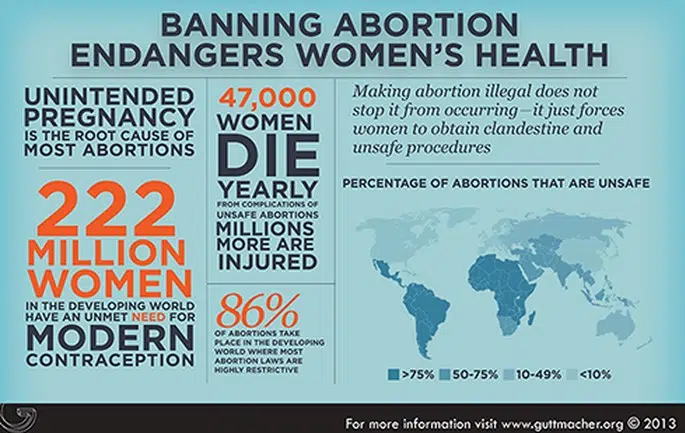 BANNING ABORTION
ENDANGERS WOMEN'S HEALTH
UNINTENDED
PREGNANCY
IS THE ROOT CAUSE OF
MOST ABORTIONS
222
MILLION
WOMEN
IN THE DEVELOPING WORLD
HAVE AN UNMET NEED FOR
MODERN
CONTRACEPTION
47,000
WOMEN
DIE
YEARLY
FROM COMPLICATIONS OF
UNSAFE ABORTIONS
MILLIONS
MORE ARE
INJURED
86%
OF ABORTIONS TAKE
PLACE IN THE DEVELOPING
WORLD WHERE MOST
ABORTION LAWS ARE
HIGHLY RESTRICTIVE
Making abortion illegal does not
stop it from occurring—it just forces
women to obtain clandestine and
unsafe procedures
PERCENTAGE OF ABORTIONS THAT ARE UNSAFE
>75% 50-75% 10-49% <10%
For more information visit www.guttmacher.org © 2013